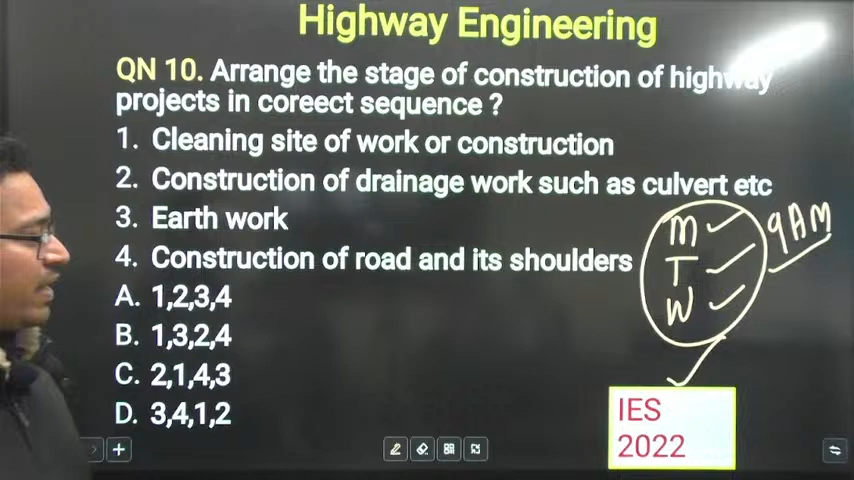 Highway Engineering
QN 10. Arrange the stage of construction of highway
projects in coreect sequence ?
1. Cleaning site of work or construction
2. Construction of drainage work such as culvert etc
3. Earth work
4. Construction of road and its shoulders
A. 1,2,3,4
B. 1,3,2,4
C. 2,1,4,3
D. 3,4,1,2
M
T
W
9AM
IES
2022